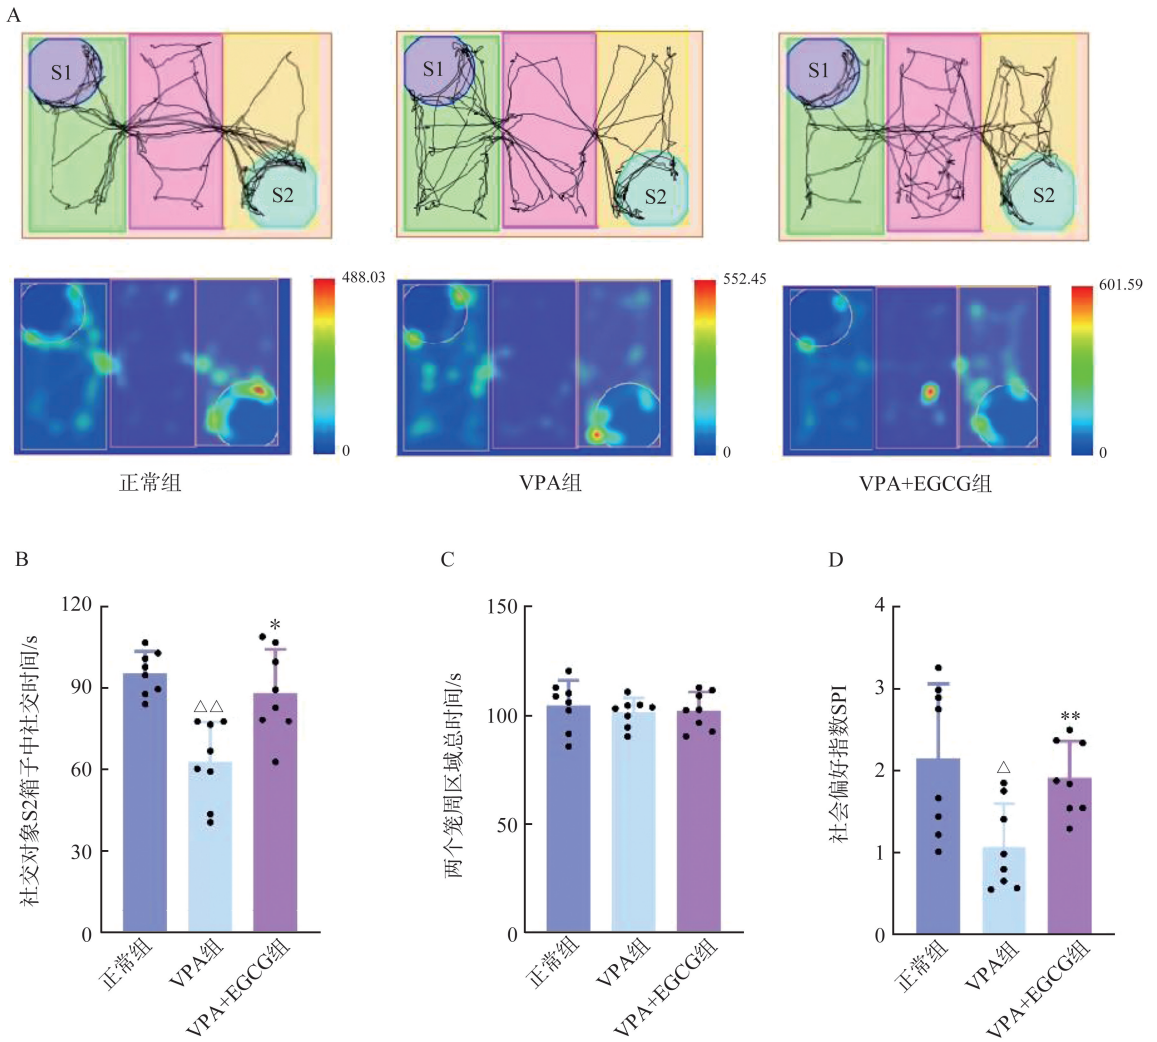 A
S1
S2
S1
S2
S1
S2
488.03
0
552.45
0
601.59
0
正常组
VPA组
VPA+EGCG组
B
社交对象S2箱子中社交时间/s
120
90
60
30
0
△△
*
正常组
VPA组
VPA+EGCG组
C
两个笼周区域总时间/s
150
100
50
0
正常组
VPA组
VPA+EGCG组
D
社会偏好指数SPI
4
3
2
1
0
△
**
正常组
VPA组
VPA+EGCG组